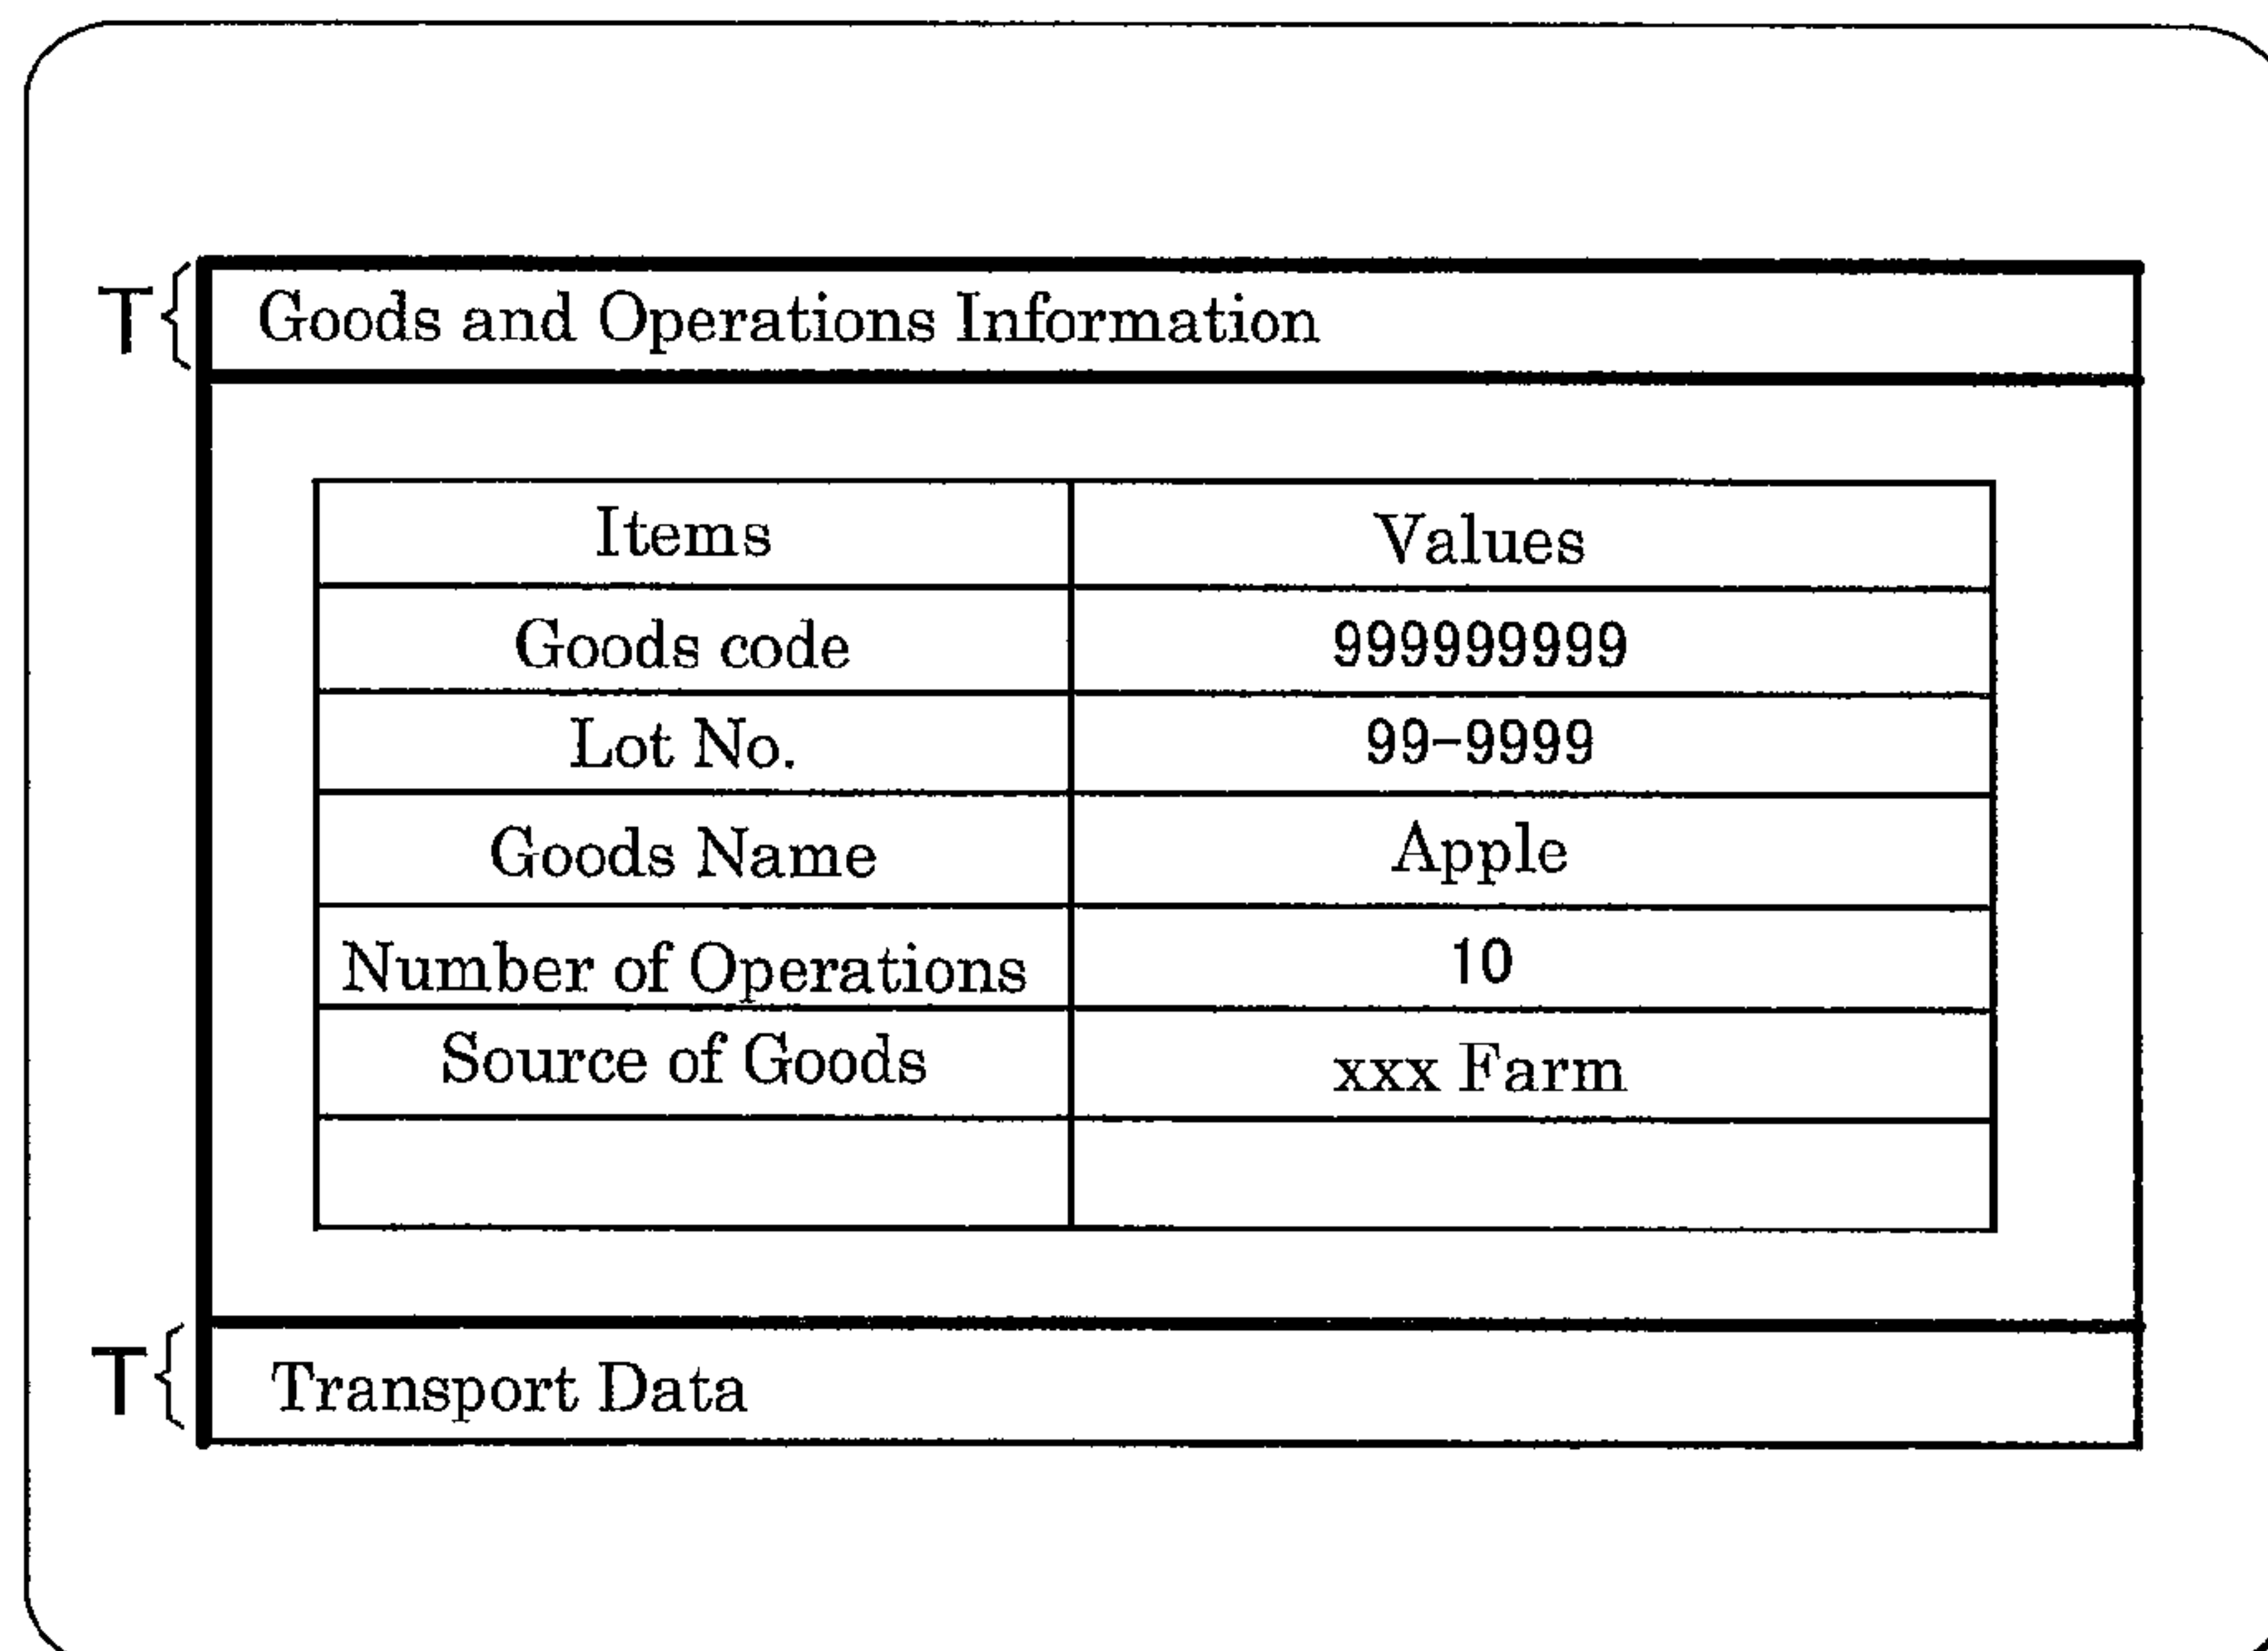 T{ Goods and Operations Information
Items Values
Goods code 999999999
Lot No. 99-9999
Goods Name Apple
Number of Operations 10
Source of Goods xxx Farm
T{ Transport Data